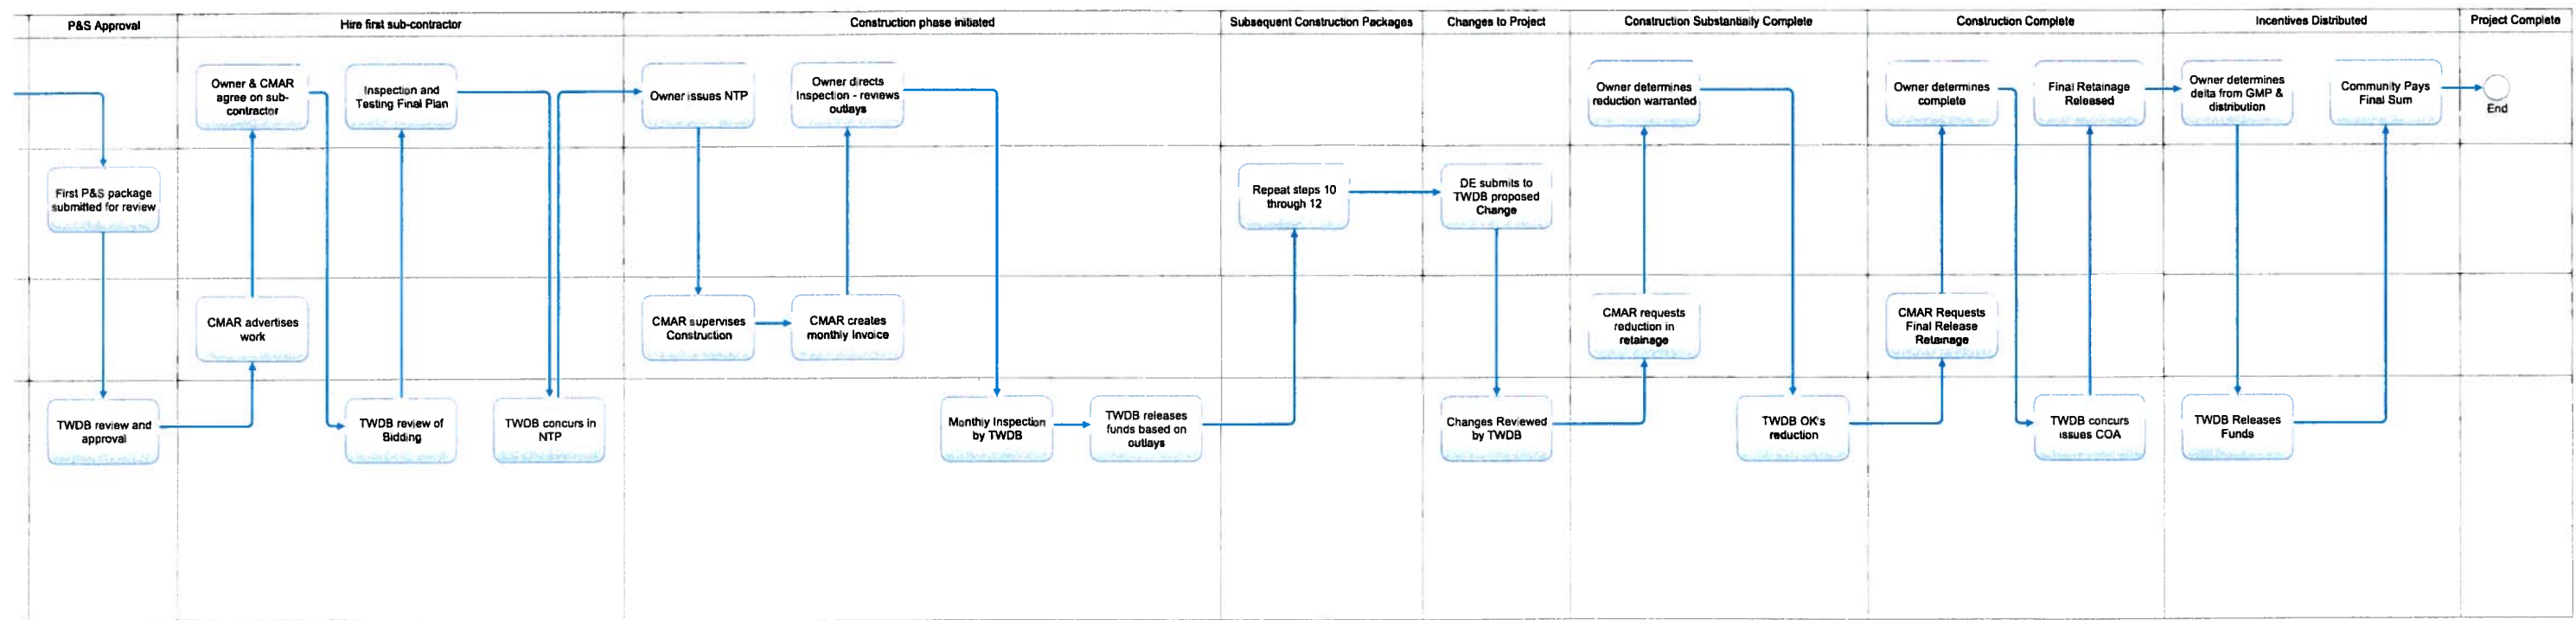 P&S Approval
Hire first sub-contractor
Construction phase initiated
Subsequent Construction Packages
Changes to Project
Construction Substantially Complete
Construction Complete
Incentives Distributed
Project Complete
First P&S package
submitted for review
TWDB review and
approval
Owner & CMAR
agree on sub-
contractor
CMAR advertises
work
Inspection and
Testing Final Plan
TWDB review of
Bidding
TWDB concurs in
NTP
Owner issues NTP
CMAR supervises
Construction
Owner directs
Inspection - reviews
outlays
CMAR creates
monthly Invoice
Monthly Inspection
by TWDB
TWDB releases
funds based on
outlays
Repeat steps 10
through 12
DE submits to
TWDB proposed
Change
Changes Reviewed
by TWDB
Owner determines
reduction warranted
CMAR requests
reduction in
retainage
TWDB OK's
reduction
Owner determines
complete
CMAR Requests
Final Release
Retainage
Final Retainage
Released
TWDB concurs
issues COA
Owner determines
delta from GMP &
distribution
TWDB Releases
Funds
Community Pays
Final Sum
End